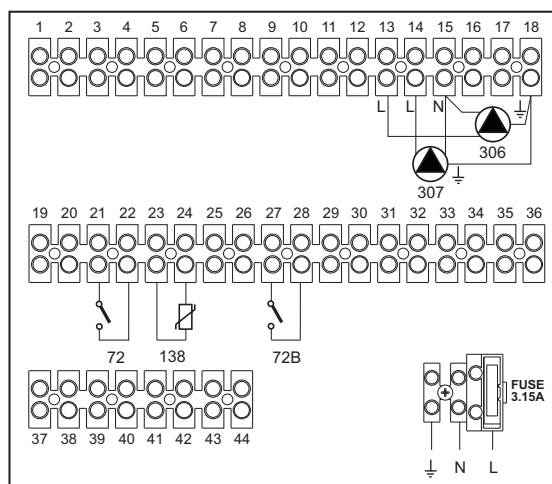 1 2 3 4 5 6 7 8 9 10 11 12 13 14 15 16 17 18
L L N
306
307
19 20 21 22 23 24 25 26 27 28 29 30 31 32 33 34 35 36
72 138 72B
FUSE
3.15A
37 38 39 40 41 42 43 44
N L